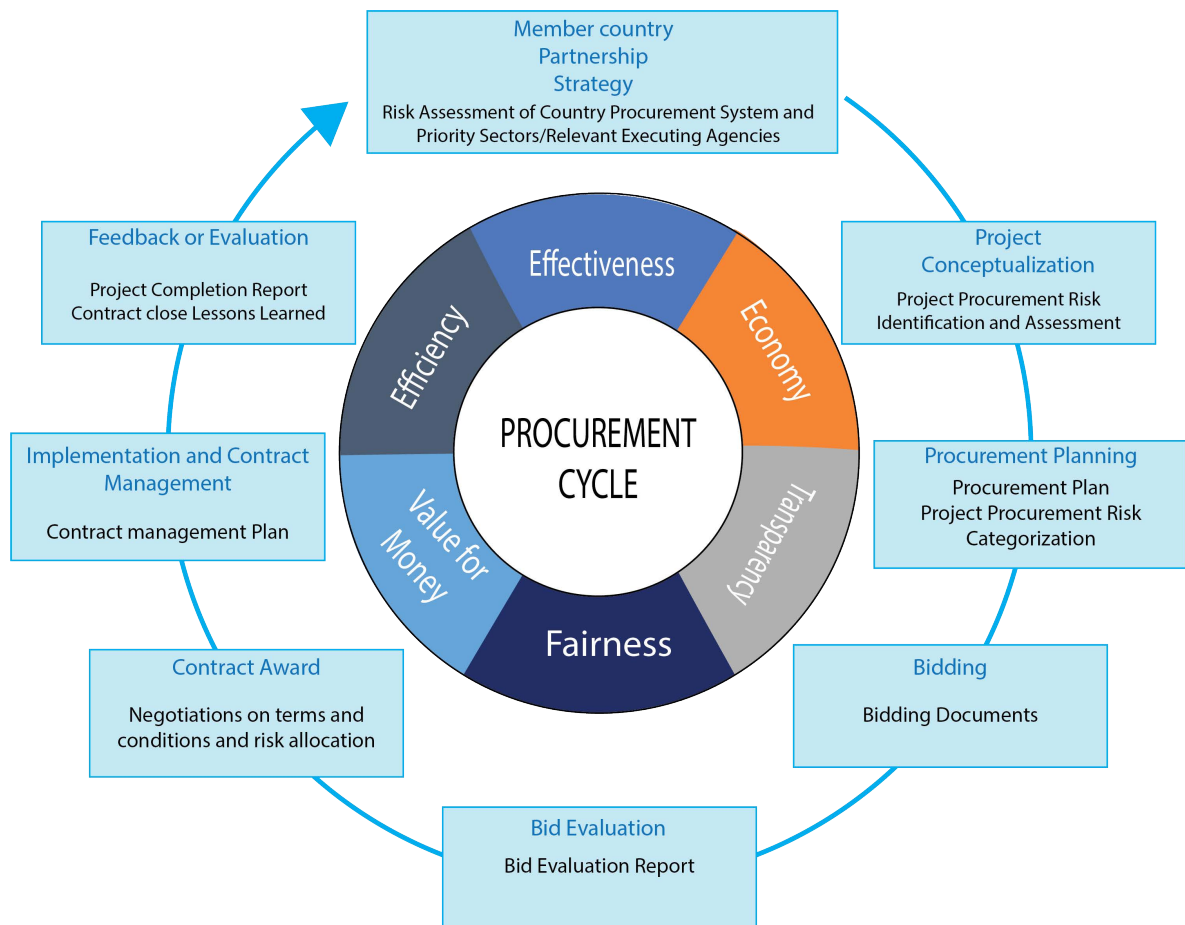 Member country
Partnership
Strategy
Risk Assessment of Country Procurement System and
Priority Sectors/Relevant Executing Agencies
Project
Conceptualization
Project Procurement Risk
Identification and Assessment
Procurement Planning
Procurement Plan
Project Procurement Risk
Categorization
Bidding
Bidding Documents
Bid Evaluation
Bid Evaluation Report
Contract Award
Negotiations on terms and
conditions and risk allocation
Implementation and Contract
Management
Contract management Plan
Feedback or Evaluation
Project Completion Report
Contract close Lessons Learned
Effectiveness
Economy
Transparency
Fairness
Value for
Money
Efficiency
PROCUREMENT
CYCLE